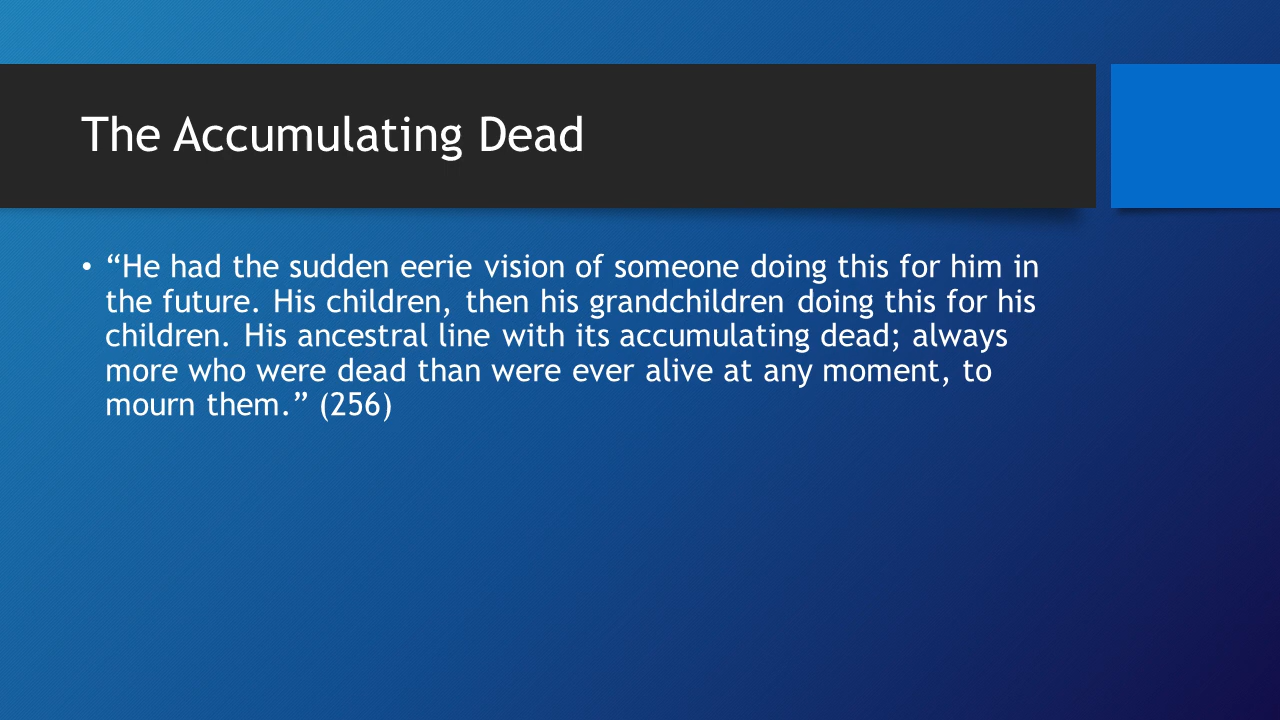 The Accumulating Dead
• “He had the sudden eerie vision of someone doing this for him in
the future. His children, then his grandchildren doing this for his
children. His ancestral line with its accumulating dead; always
more who were dead than were ever alive at any moment, to
mourn them.” (256)